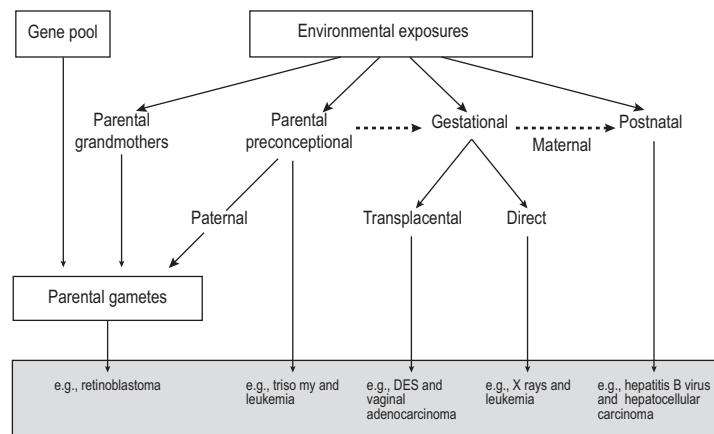 Gene pool
Environmental exposures
Parental
grandmothers
Parental
preconceptional
Gestational
Postnatal
Maternal
Paternal
Transplacental
Direct
Parental gametes
e.g., retinoblastoma
e.g., triso my and
leukemia
e.g., DES and
vaginal
adenocarcinoma
e.g., X rays and
leukemia
e.g., hepatitis B virus
and hepatocellular
carcinoma